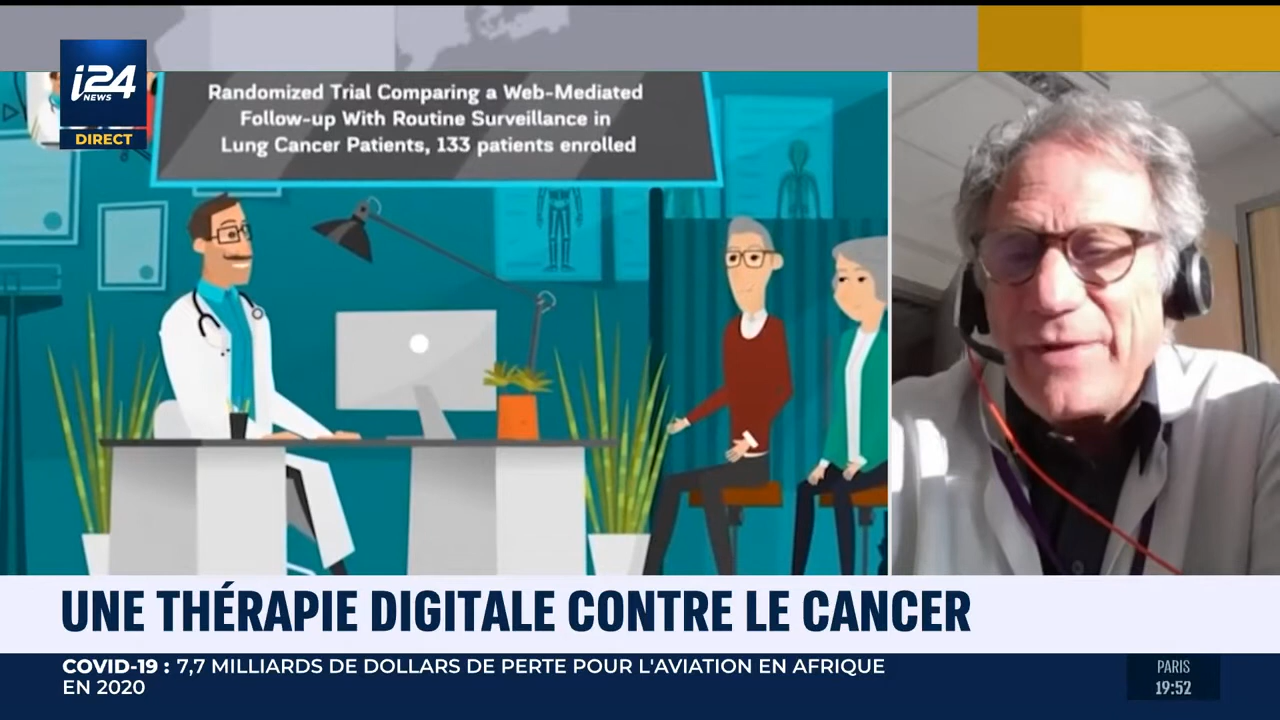 i24
NEWS
DIRECT
Randomized Trial Comparing a Web-Mediated
Follow-up With Routine Surveillance in
Lung Cancer Patients, 133 patients enrolled
UNE THÉRAPIE DIGITALE CONTRE LE CANCER
COVID-19 : 7,7 MILLIARDS DE DOLLARS DE PERTE POUR L'AVIATION EN AFRIQUE
EN 2020
PARIS
19:52